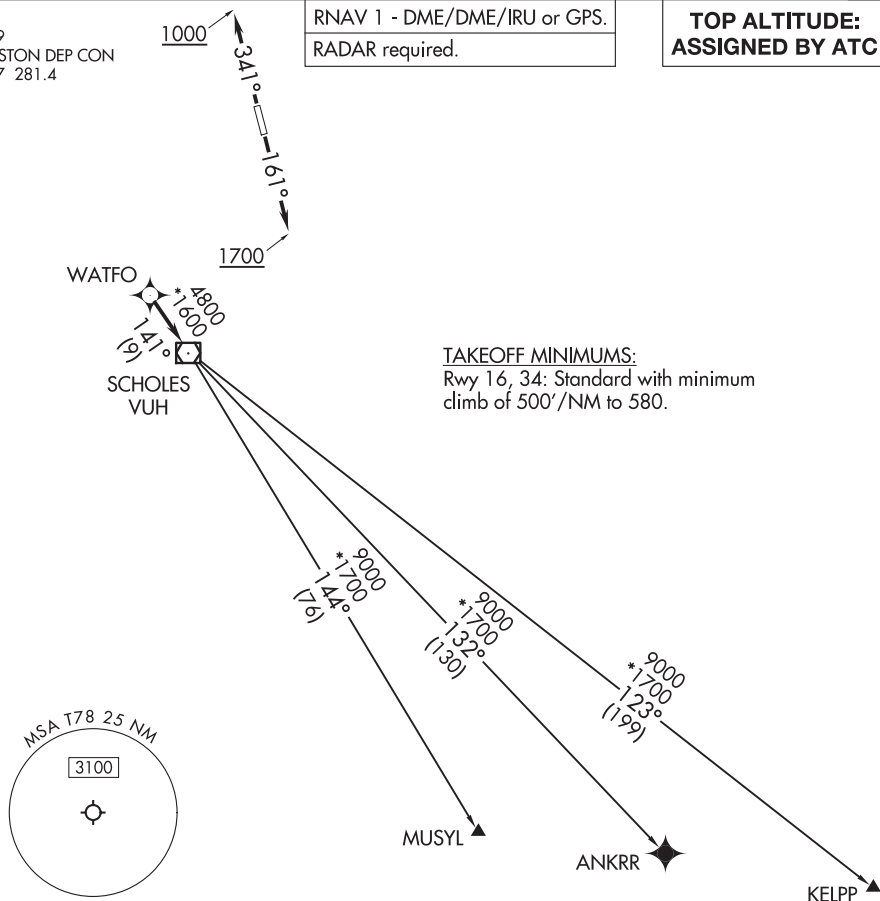 9
STON DEP CON
7 281.4
1000
341°
161°
1700
RNAV 1 - DME/DME/IRU or GPS.
RADAR required.
TOP ALTITUDE:
ASSIGNED BY ATC
WATFO
4800
*1600
141°
(9)
SCHOLES
VUH
TAKEOFF MINIMUMS:
Rwy 16, 34: Standard with minimum
climb of 500'/NM to 580.
9000
*1700
144°
(76)
9000
*1700
132°
(130)
9000
*1700
123°
(199)
MSA T78 25 NM
3100
MUSYL
ANKRR
KELPP